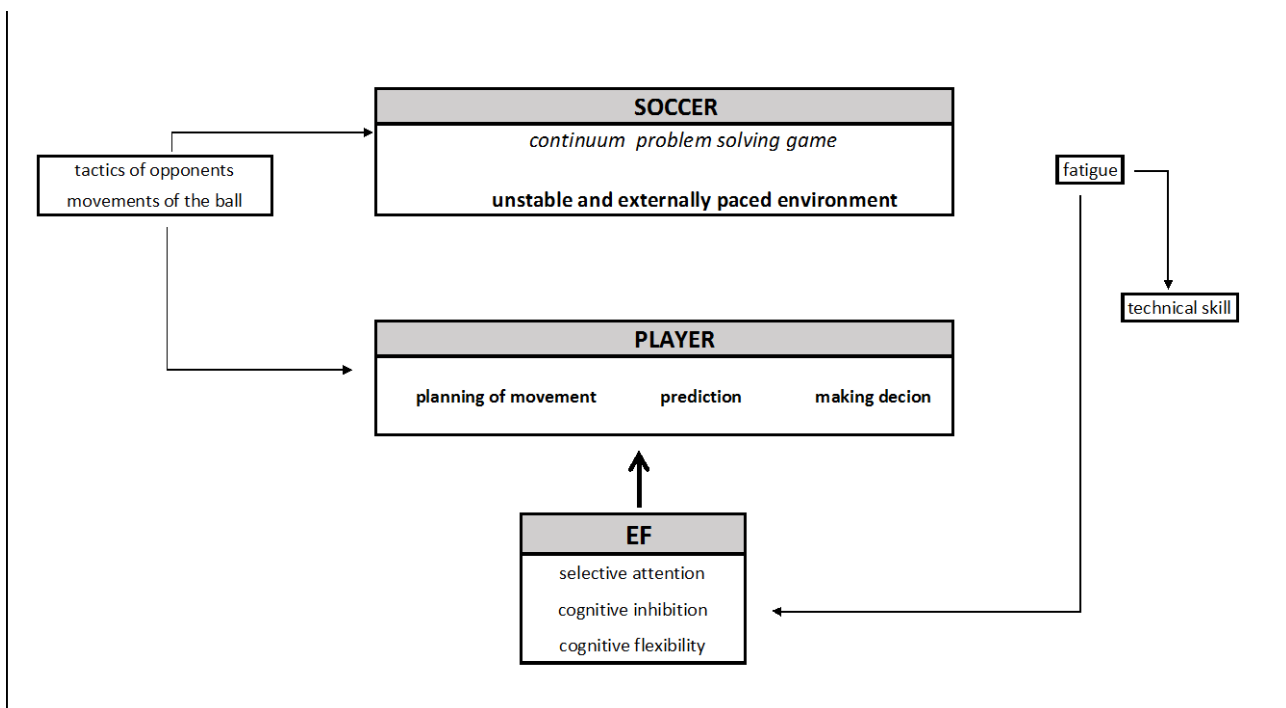 SOCCER
continuum problem solving game
unstable and externally paced environment
tactics of opponents
movements of the ball
fatigue
technical skill
PLAYER
planning of movement prediction making decion
EF
selective attention
cognitive inhibition
cognitive flexibility